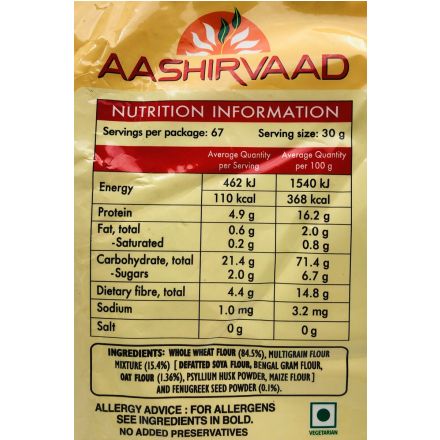 AASHIRVAAD
NUTRITION INFORMATION
Servings per package: 67 Serving size: 30 g
Average Quantity per Serving Average Quantity per 100 g
Energy 462 kJ 1540 kJ
110 kcal 368 kcal
Protein 4.9 g 16.2 g
Fat, total 0.6 g 2.0 g
-Saturated 0.2 g 0.8 g
Carbohydrate, total 21.4 g 71.4 g
-Sugars 2.0 g 6.7 g
Dietary fibre, total 4.4 g 14.8 g
Sodium 1.0 mg 3.2 mg
Salt 0 g 0 g
INGREDIENTS: WHOLE WHEAT FLOUR (84.5%), MULTIGRAIN FLOUR
MIXTURE (15.4%) [ DEFATTED SOYA FLOUR, BENGAL GRAM FLOUR,
OAT FLOUR (1.36%), PSYLLIUM HUSK POWDER, MAIZE FLOUR ]
AND FENUGREEK SEED POWDER (0.1%).
ALLERGY ADVICE : FOR ALLERGENS
SEE INGREDIENTS IN BOLD.
NO ADDED PRESERVATIVES
VEGETARIAN